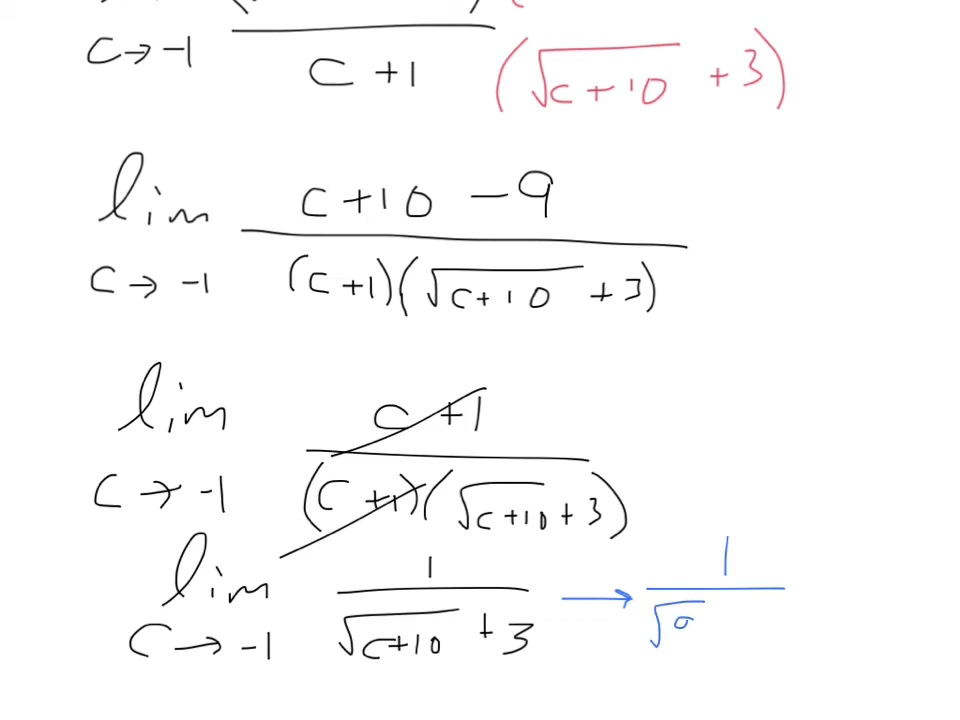 C → -1 C + 1 (√C + 10 + 3)
lim C + 10 - 9
C → -1 (C + 1)(√C + 10 + 3)
lim C + 1
C → -1 (C + 1)(√C + 10 + 3)
lim 1 → 1
C → -1 √C + 10 + 3 √